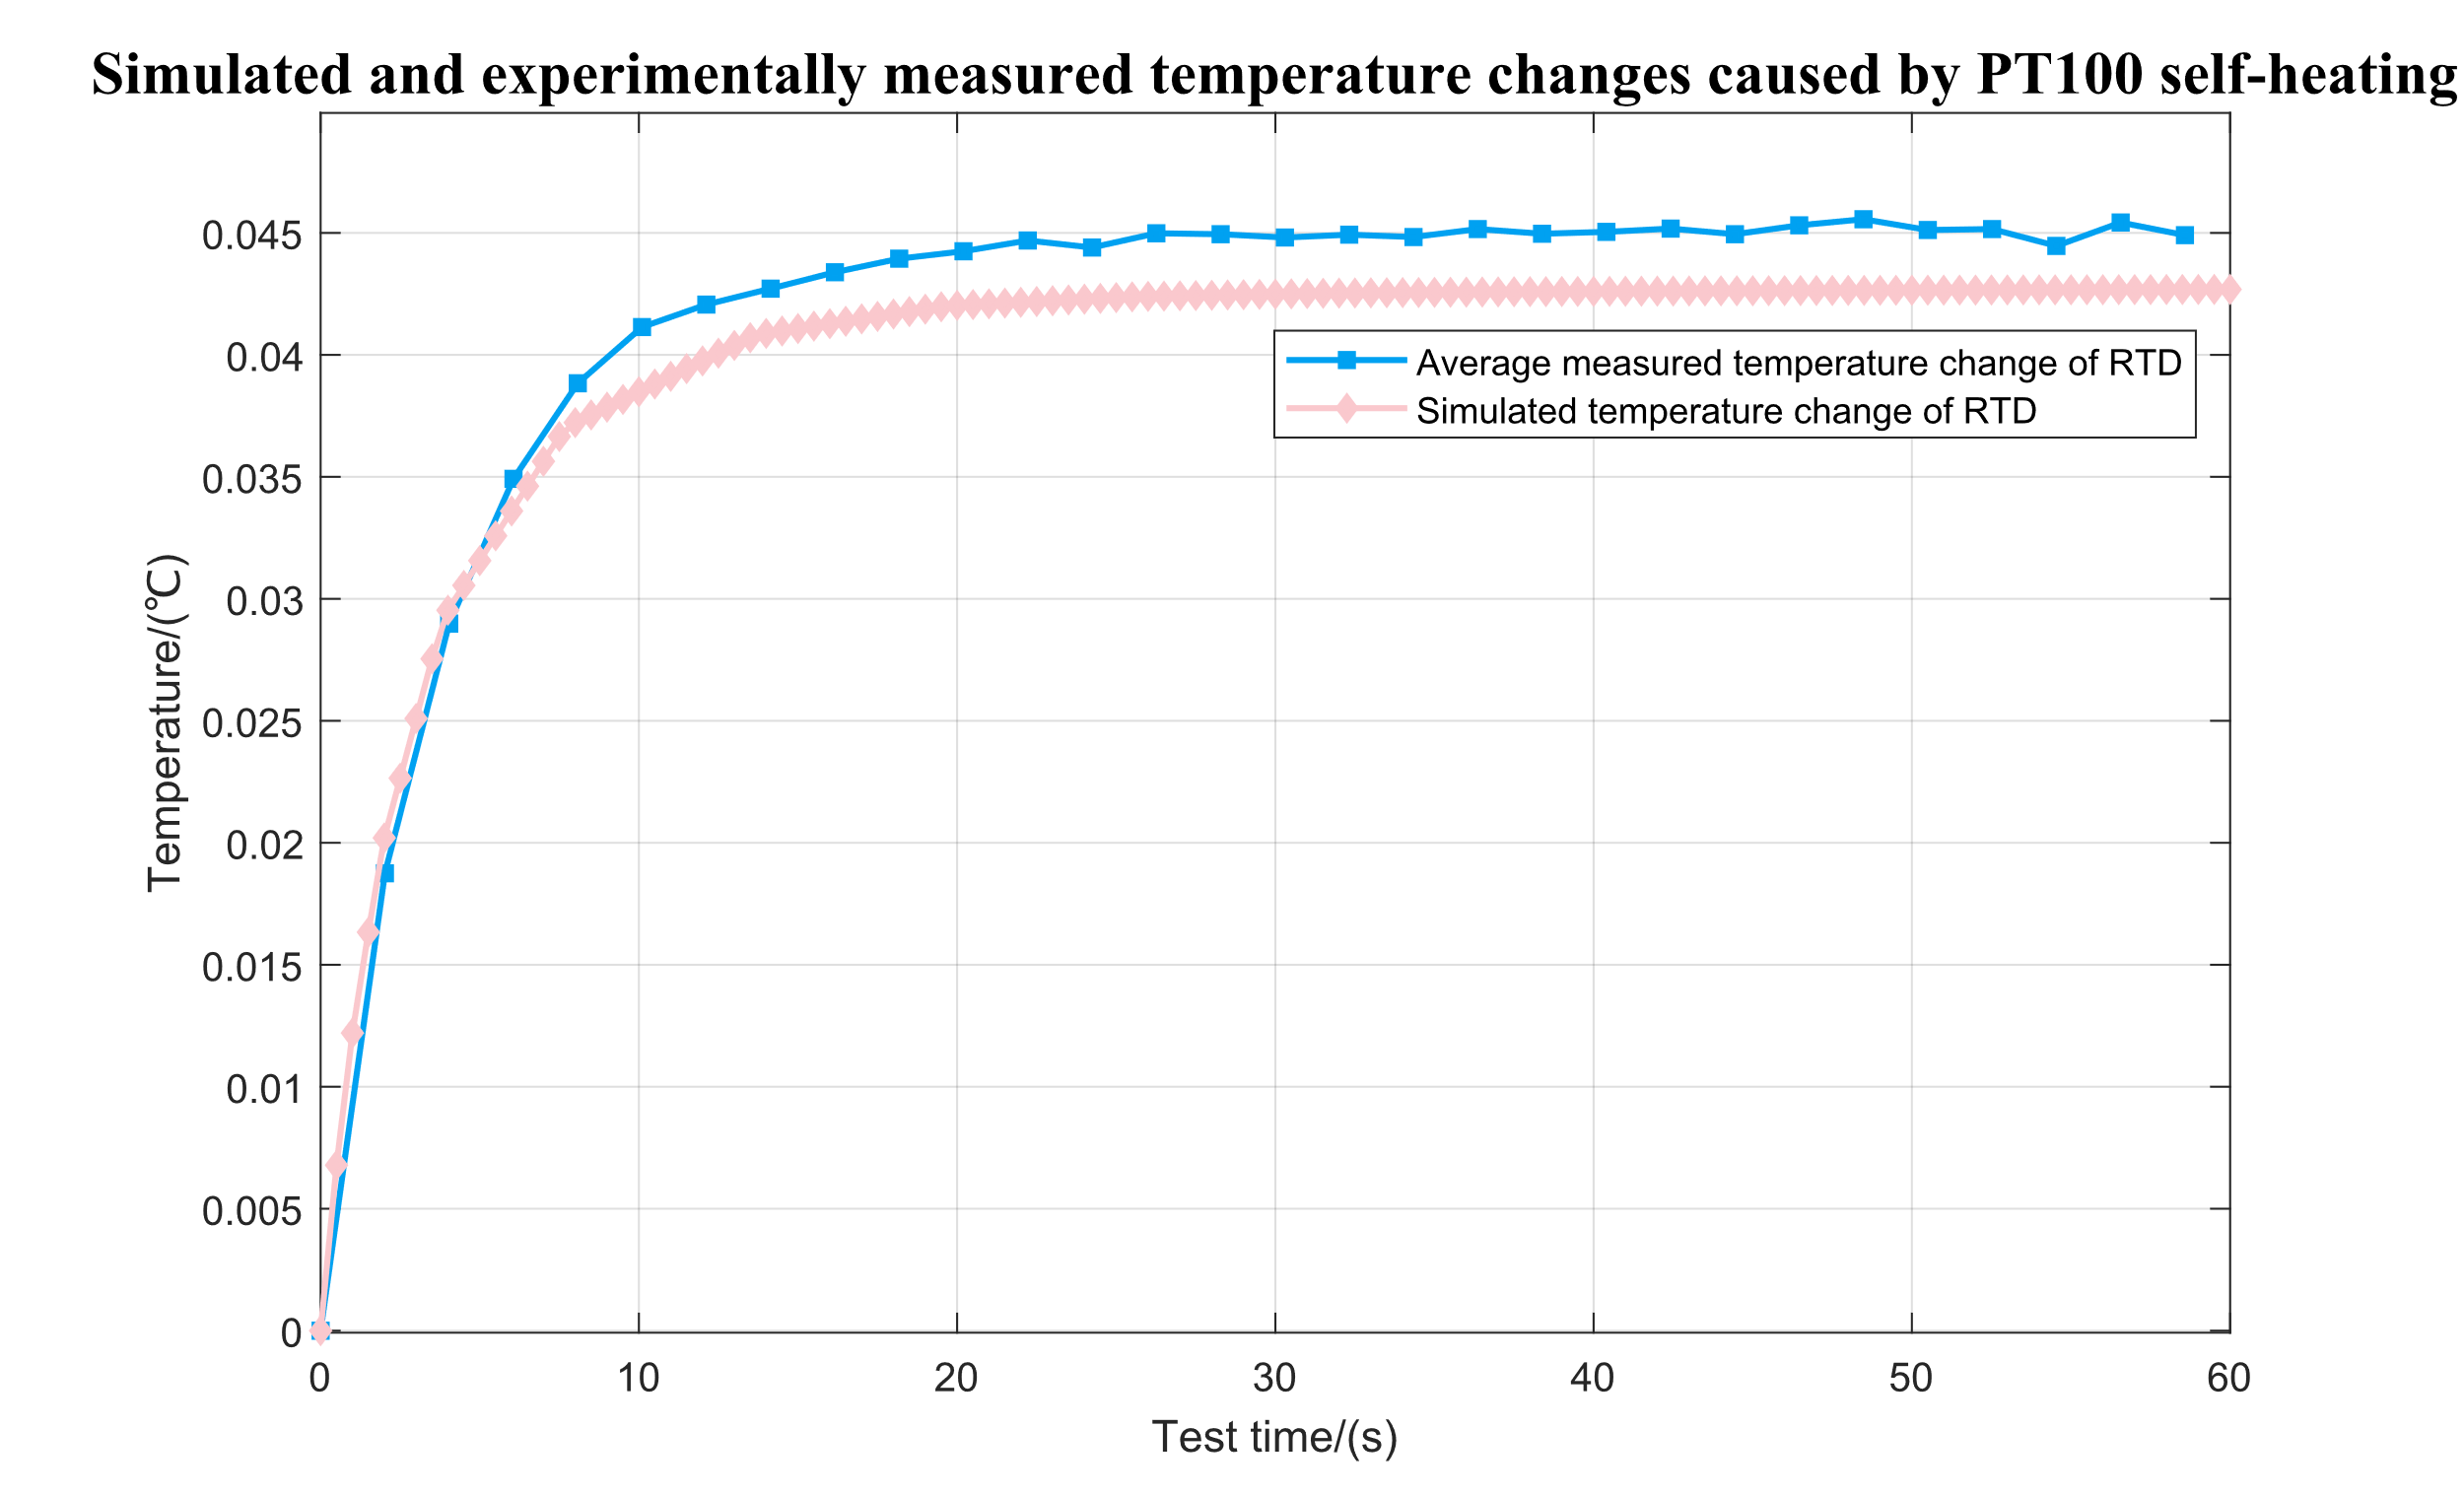 Simulated and experimentally measured temperature changes caused by PT100 self-heating
0.045
0.04
0.035
0.03
0.025
0.02
0.015
0.01
0.005
0
Temperature/(℃)
Average measured temperature change of RTD
Simulated temperature change of RTD
0 10 20 30 40 50 60
Test time/(s)